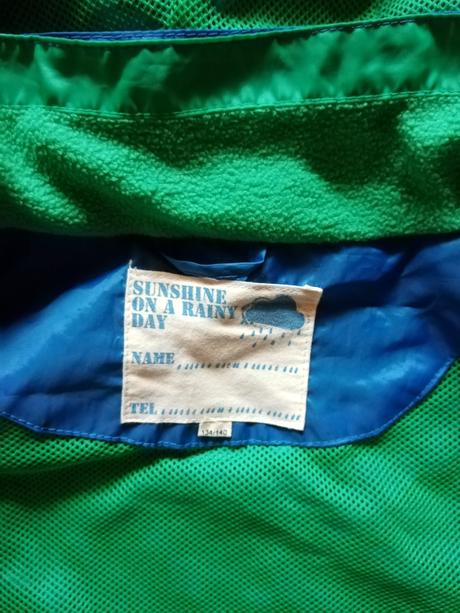 SUNSHINE
ON A RAINY
DAY
NAME
TEL
134/140